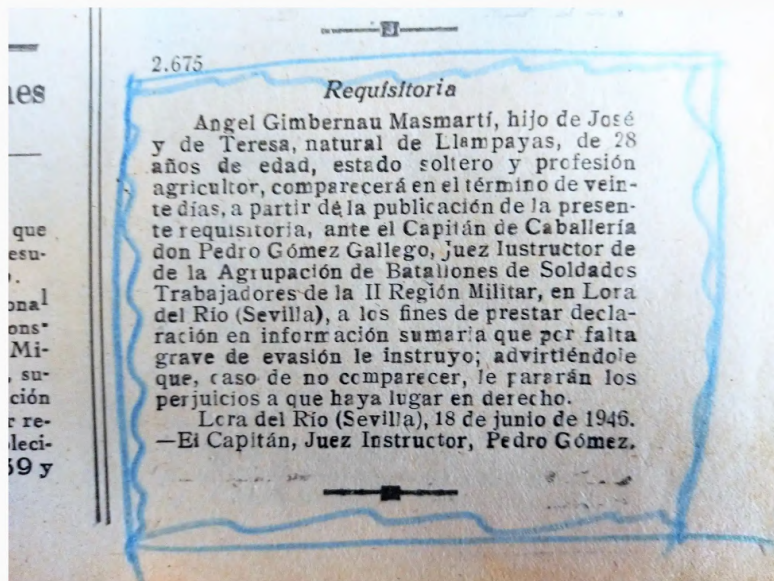 2.675
Requisitoria
Angel Gimbernau Masmartí, hijo de José
y de Teresa, natural de Llampayas, de 28
años de edad, estado soltero y profesión
agricultor, comparecerá en el término de vein-
te días, a partir de la publicación de la presen-
te requisitoria, ante el Capitán de Caballería
don Pedro Gómez Gallego, Juez Iustructor de
de la Agrupación de Batallones de Soldados
Trabajadores de la II Región Militar, en Lora
del Río (Sevilla), a los fines de prestar decla-
ración en información sumaria que por falta
grave de evasión le instruyo; advirtiéndole
que, caso de no comparecer, le pararán los
perjuicios a que haya lugar en derecho.
Lora del Río (Sevilla), 18 de junio de 1946.
—El Capitán, Juez Instructor, Pedro Gómez.
nes
que
esu-
onal
ons-
Mi-
, su-
ción
r re-
leci-
59 y